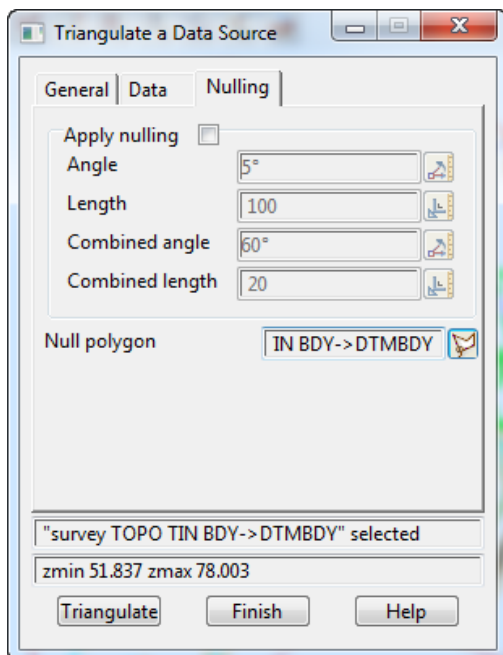 Triangulate a Data Source
General Data Nulling
Apply nulling
Angle 5°
Length 100
Combined angle 60°
Combined length 20
Null polygon IN BDY->DTMBDY
"survey TOPO TIN BDY->DTMBDY" selected
zmin 51.837 zmax 78.003
Triangulate Finish Help